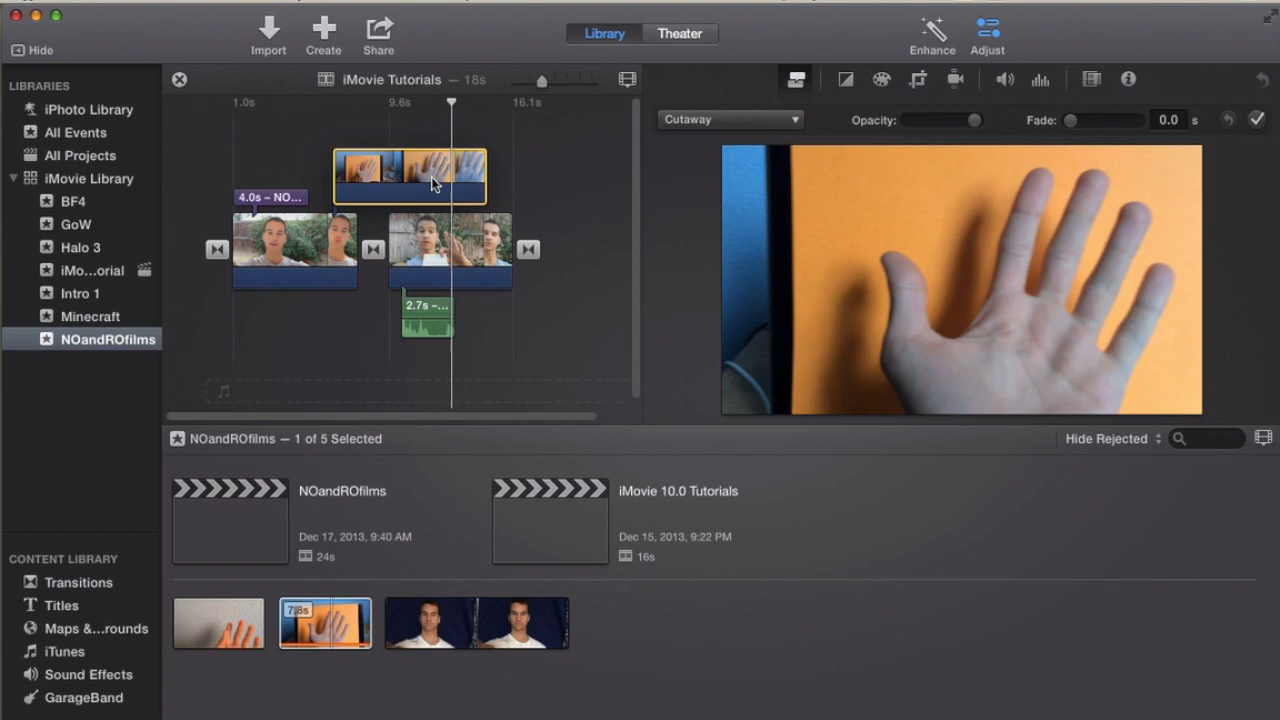 Hide
Import
Create
Share
Library
Theater
Enhance
Adjust
LIBRARIES
iPhoto Library
All Events
All Projects
iMovie Library
BF4
GoW
Halo 3
iMo...orial
Intro 1
Minecraft
NOandROfilms
CONTENT LIBRARY
Transitions
Titles
Maps &...rounds
iTunes
Sound Effects
GarageBand
iMovie Tutorials – 18s
1.0s
9.6s
16.1s
4.0s – NO...
2.7s –...
Cutaway
Opacity:
Fade:
0.0 s
NOandROfilms – 1 of 5 Selected
Hide Rejected
NOandROfilms
Dec 17, 2013, 9:40 AM
24s
iMovie 10.0 Tutorials
Dec 15, 2013, 9:22 PM
16s
7.8s